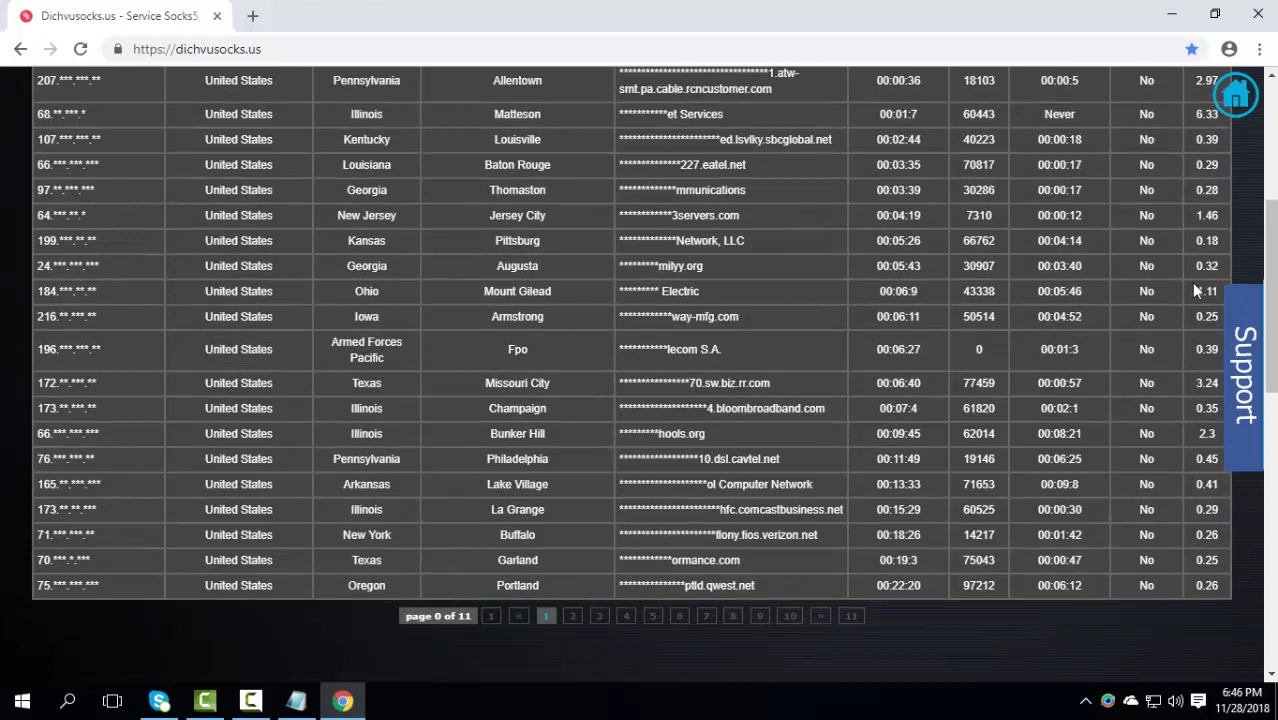 Dichvusocks.us - Service Socks5
https://dichvusocks.us
207.***.***.** United States Pennsylvania Allentown **********************************1.atw-smt.pa.cable.rcncustomer.com 00:00:36 18103 00:00:5 No 2.97
68.**.***.* United States Illinois Matteson ***********et Services 00:01:7 60443 Never No 6.33
107.***.***.** United States Kentucky Louisville ***********************ed.lsvlky.sbcglobal.net 00:02:44 40223 00:00:18 No 0.39
66.***.***.*** United States Louisiana Baton Rouge **************227.eatel.net 00:03:35 70817 00:00:17 No 0.29
97.**.***.*** United States Georgia Thomaston *************mmunications 00:03:39 30286 00:00:17 No 0.28
64.***.**.* United States New Jersey Jersey City ************3servers.com 00:04:19 7310 00:00:12 No 1.46
199.***.**.** United States Kansas Pittsburg *************Network, LLC 00:05:26 66762 00:04:14 No 0.18
24.***.***.*** United States Georgia Augusta *********milyy.org 00:05:43 30907 00:03:40 No 0.32
184.***.**.** United States Ohio Mount Gilead ********* Electric 00:06:9 43338 00:05:46 No .11
216.***.**.** United States Iowa Armstrong ************way-mfg.com 00:06:11 50514 00:04:52 No 0.25
196.***.***.** United States Armed Forces Pacific Fpo ***********lecom S.A. 00:06:27 0 00:01:3 No 0.39
172.**.***.** United States Texas Missouri City ****************70.sw.biz.rr.com 00:06:40 77459 00:00:57 No 3.24
173.**.***.** United States Illinois Champaign ********************4.bloombroadband.com 00:07:4 61820 00:02:1 No 0.35
66.***.***.*** United States Illinois Bunker Hill *********hools.org 00:09:45 62014 00:08:21 No 2.3
76.***.***.** United States Pennsylvania Philadelphia ******************10.dsl.cavtel.net 00:11:49 19146 00:06:25 No 0.45
165.***.**.** United States Arkansas Lake Village ********************ol Computer Network 00:13:33 71653 00:09:8 No 0.41
173.**.**.*** United States Illinois La Grange ***********************hfc.comcastbusiness.net 00:15:29 60525 00:00:30 No 0.29
71.***.***.** United States New York Buffalo **********************flony.fios.verizon.net 00:18:26 14217 00:01:42 No 0.26
70.***.*.*** United States Texas Garland ************ormance.com 00:19:3 75043 00:00:47 No 0.25
75.***.***.*** United States Oregon Portland ***************ptld.qwest.net 00:22:20 97212 00:06:12 No 0.26
Support
page 0 of 11 1 « 1 2 3 4 5 6 7 8 9 10 » 11
6:46 PM
11/28/2018